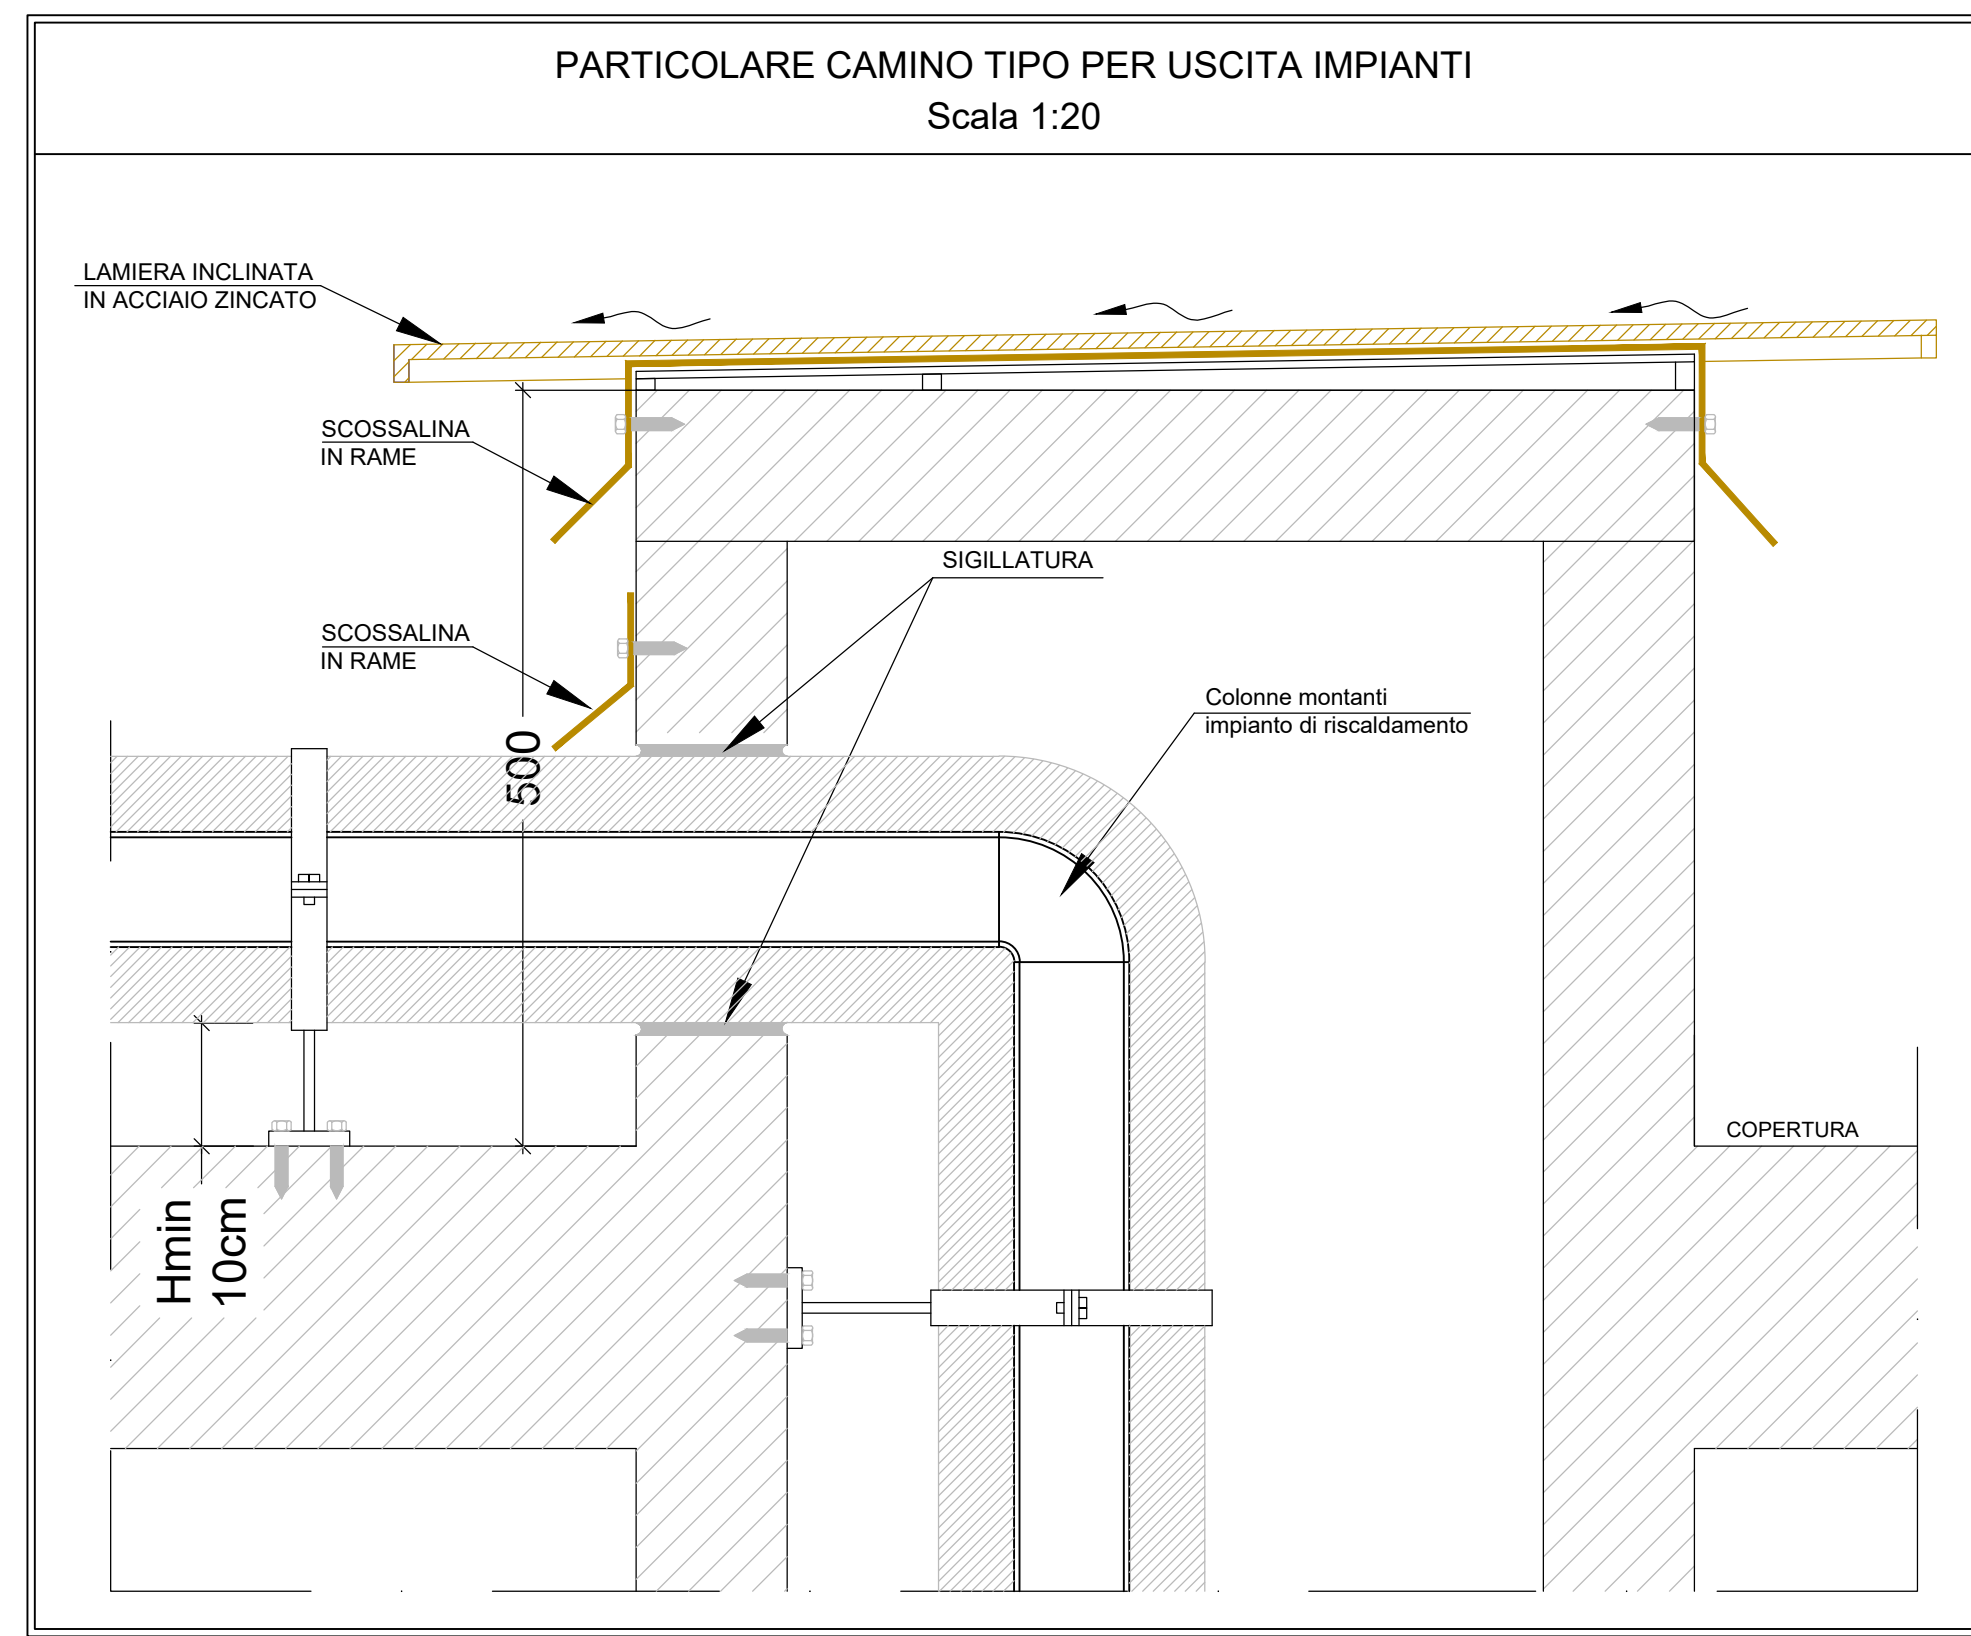 PARTICOLARE CAMINO TIPO PER USCITA IMPIANTI
Scala 1:20
LAMIERA INCLINATA
IN ACCIAIO ZINCATO
SCOSSALINA
IN RAME
SIGILLATURA
SCOSSALINA
IN RAME
Colonne montanti
impianto di riscaldamento
500
COPERTURA
Hmin
10cm